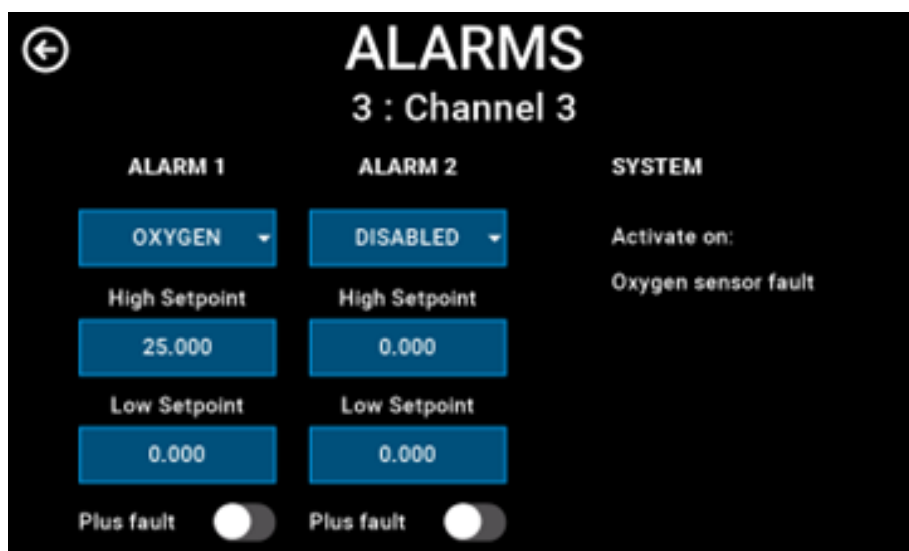 ALARMS
3 : Channel 3
ALARM 1 ALARM 2 SYSTEM
OXYGEN DISABLED Activate on:
High Setpoint High Setpoint Oxygen sensor fault
25.000 0.000
Low Setpoint Low Setpoint
0.000 0.000
Plus fault Plus fault